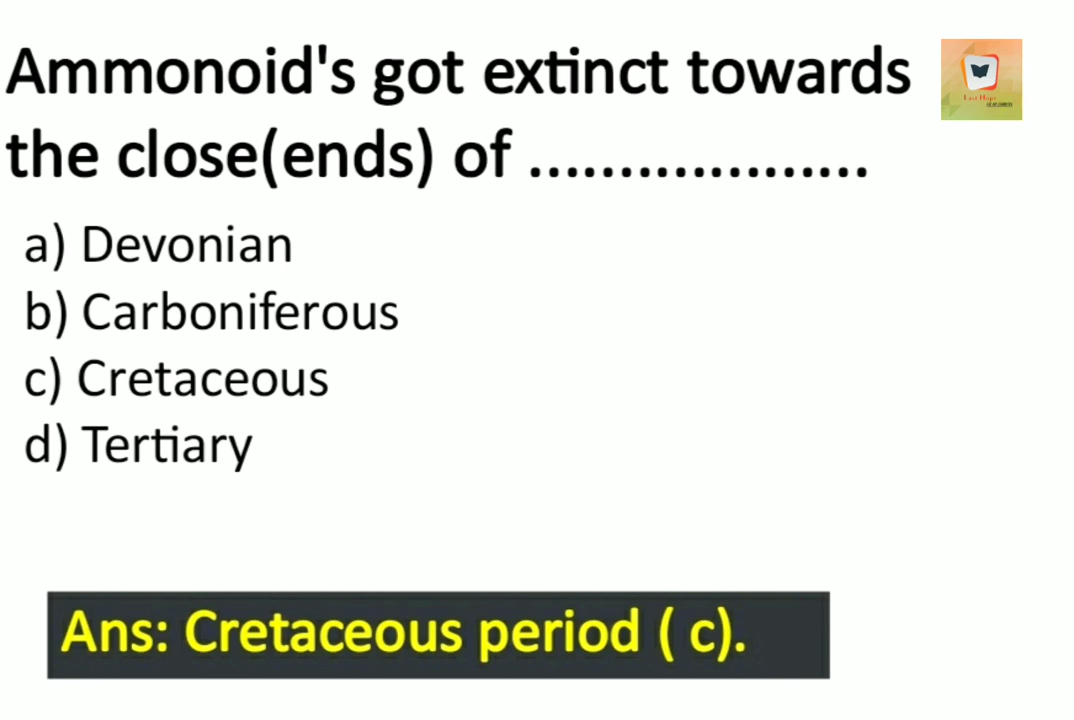 Ammonoid's got extinct towards
the close(ends) of ...................
a) Devonian
b) Carboniferous
c) Cretaceous
d) Tertiary
Ans: Cretaceous period ( c).